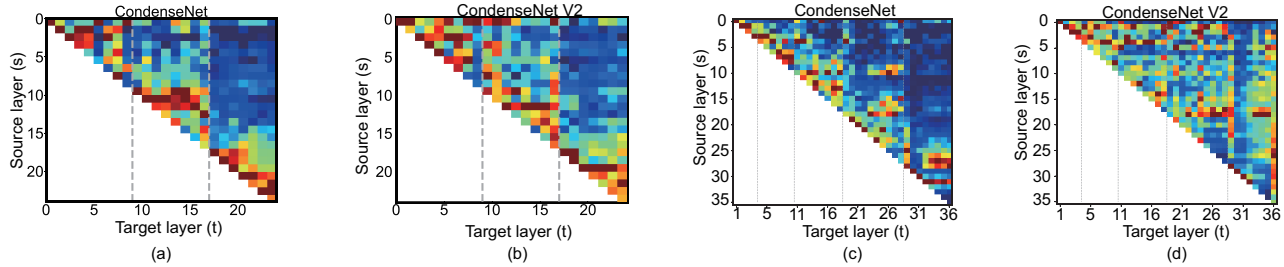 CondenseNet
Source layer (s)
0
5
10
15
20
0 5 10 15 20
Target layer (t)
(a)
CondenseNet V2
Source layer (s)
0
5
10
15
20
0 5 10 15 20
Target layer (t)
(b)
CondenseNet
Source layer (s)
0
5
10
15
20
25
30
35
1 5 11 16 21 26 31 36
Target layer (t)
(c)
CondenseNet V2
Source layer (s)
0
5
10
15
20
25
30
35
1 5 11 16 21 26 31 36
Target layer (t)
(d)